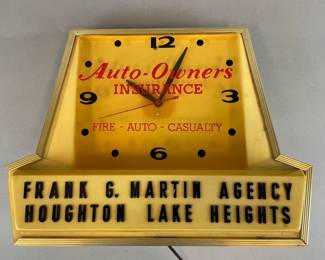 12
Auto-Owners
INSURANCE
9 3
FIRE - AUTO - CASUALTY
6
FRANK G. MARTIN AGENCY
HOUGHTON LAKE HEIGHTS